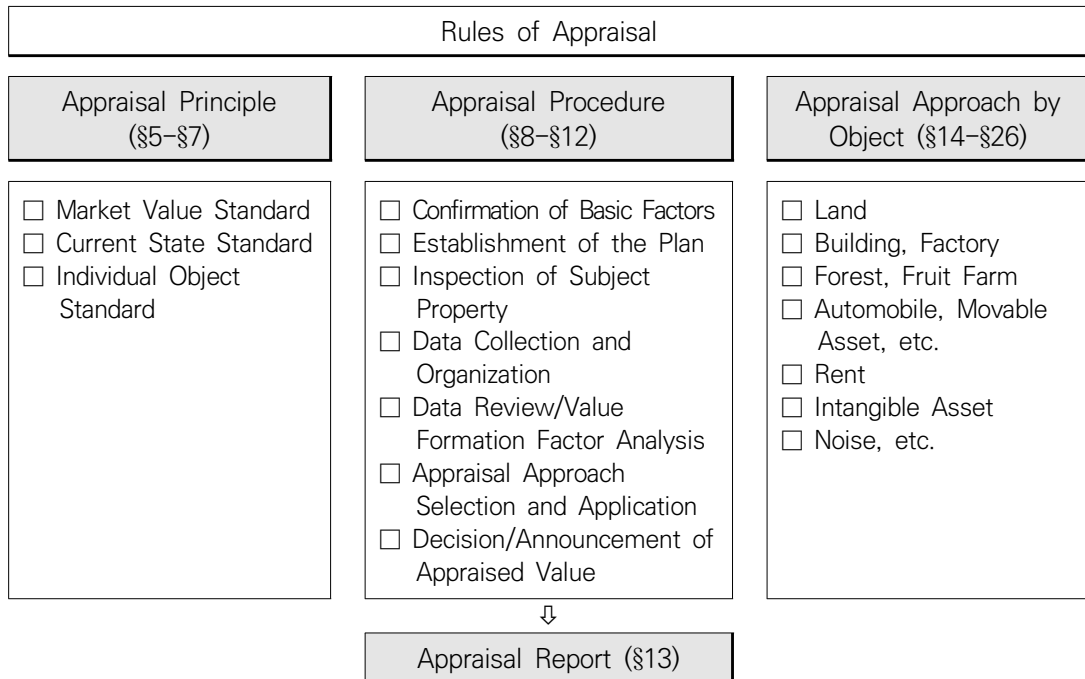 Rules of Appraisal
Appraisal Principle
(§5-§7)
□ Market Value Standard
□ Current State Standard
□ Individual Object
Standard
Appraisal Procedure
(§8-§12)
□ Confirmation of Basic Factors
□ Establishment of the Plan
□ Inspection of Subject
Property
□ Data Collection and
Organization
□ Data Review/Value
Formation Factor Analysis
□ Appraisal Approach
Selection and Application
□ Decision/Announcement of
Appraised Value
⇩
Appraisal Report (§13)
Appraisal Approach by
Object (§14-§26)
□ Land
□ Building, Factory
□ Forest, Fruit Farm
□ Automobile, Movable
Asset, etc.
□ Rent
□ Intangible Asset
□ Noise, etc.